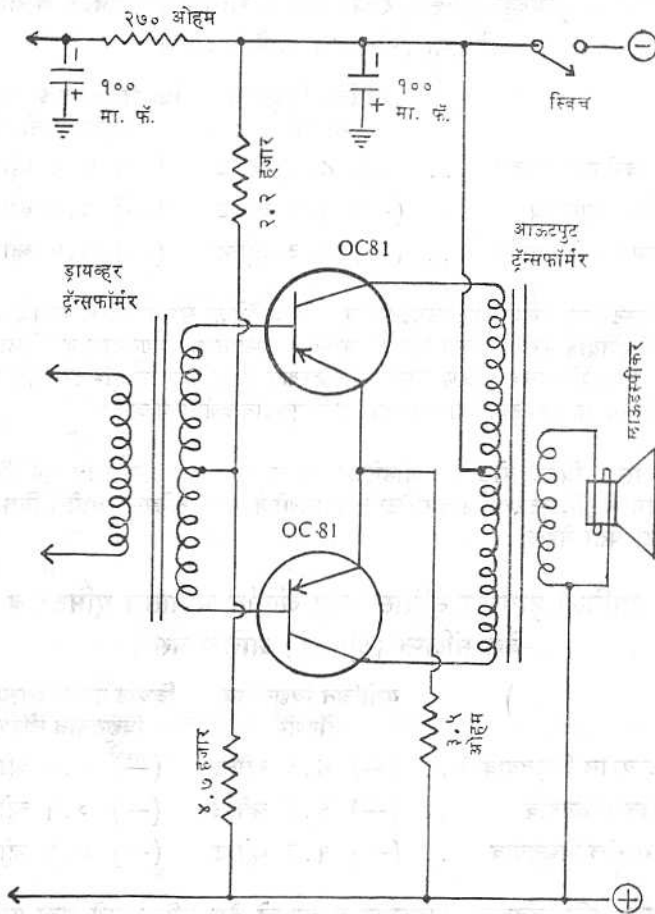 २७० ओहम
१००
मा. फॅ.
१००
मा. फॅ.
स्विच
२.२ हजार
OC81
ड्रायव्हर
ट्रॅन्सफॉर्मर
आऊटपुट
ट्रॅन्सफॉर्मर
OC81
लाऊडस्पीकर
४.७ हजार
३.५
ओहम